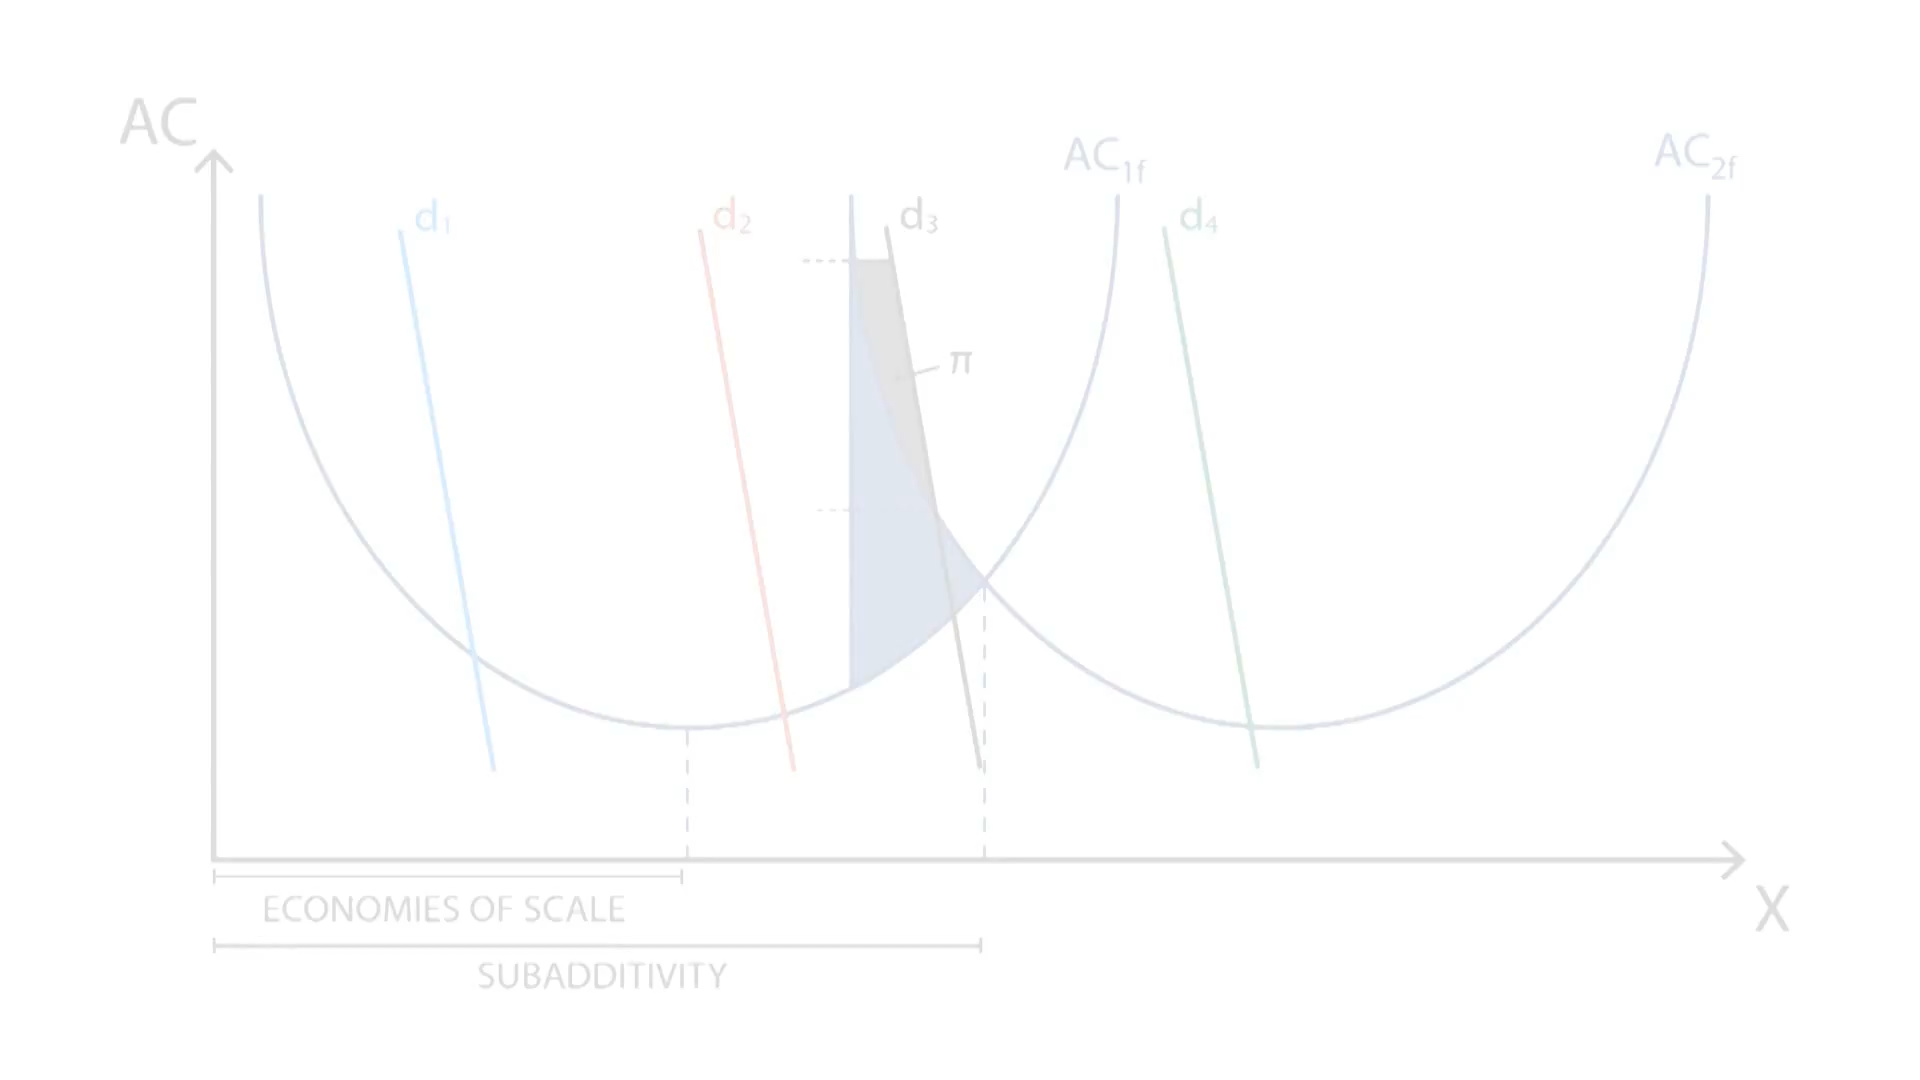 AC
AC1f
AC2f
d1
d2
d3
d4
π
X
ECONOMIES OF SCALE
SUBADDITIVITY